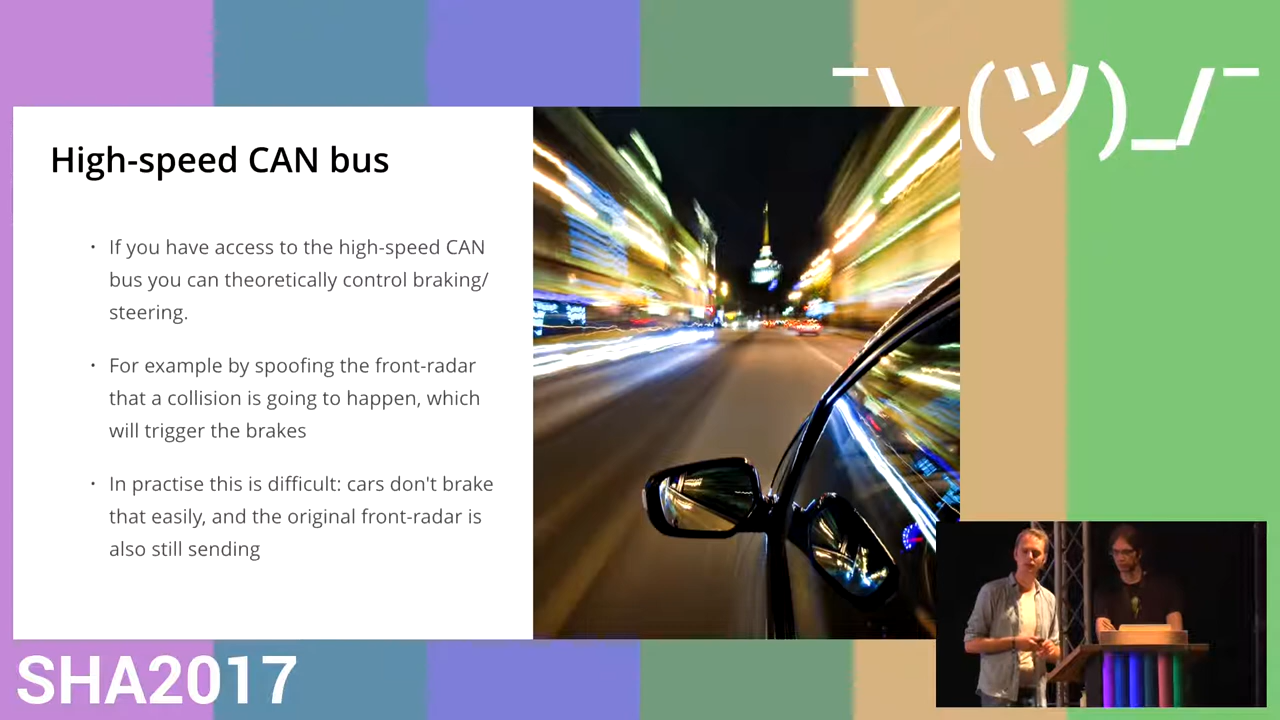 ¯\_(ツ)_/¯
High-speed CAN bus
• If you have access to the high-speed CAN
bus you can theoretically control braking/
steering.
• For example by spoofing the front-radar
that a collision is going to happen, which
will trigger the brakes
• In practise this is difficult: cars don't brake
that easily, and the original front-radar is
also still sending
SHA2017